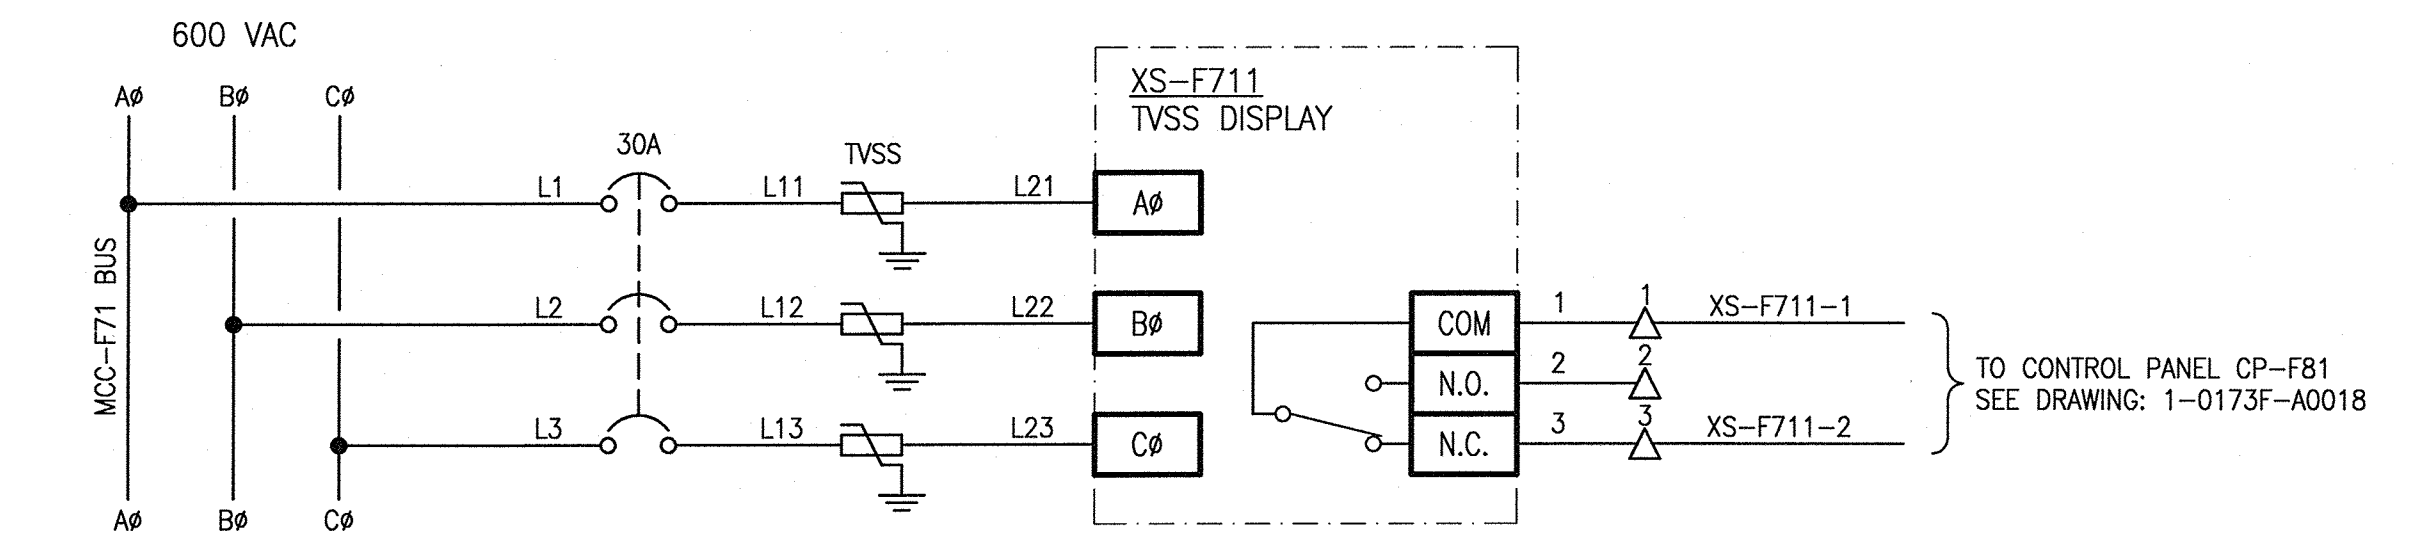 600 VAC
AØ BØ CØ
XS-F711
TVSS DISPLAY
30A
TVSS
L1 L11 L21 AØ
MCC-F71 BUS
L2 L12 L22 BØ
COM 1 1 XS-F711-1
N.O. 2 2
TO CONTROL PANEL CP-F81
SEE DRAWING: 1-0173F-A0018
L3 L13 L23 CØ
N.C. 3 3 XS-F711-2
AØ BØ CØ